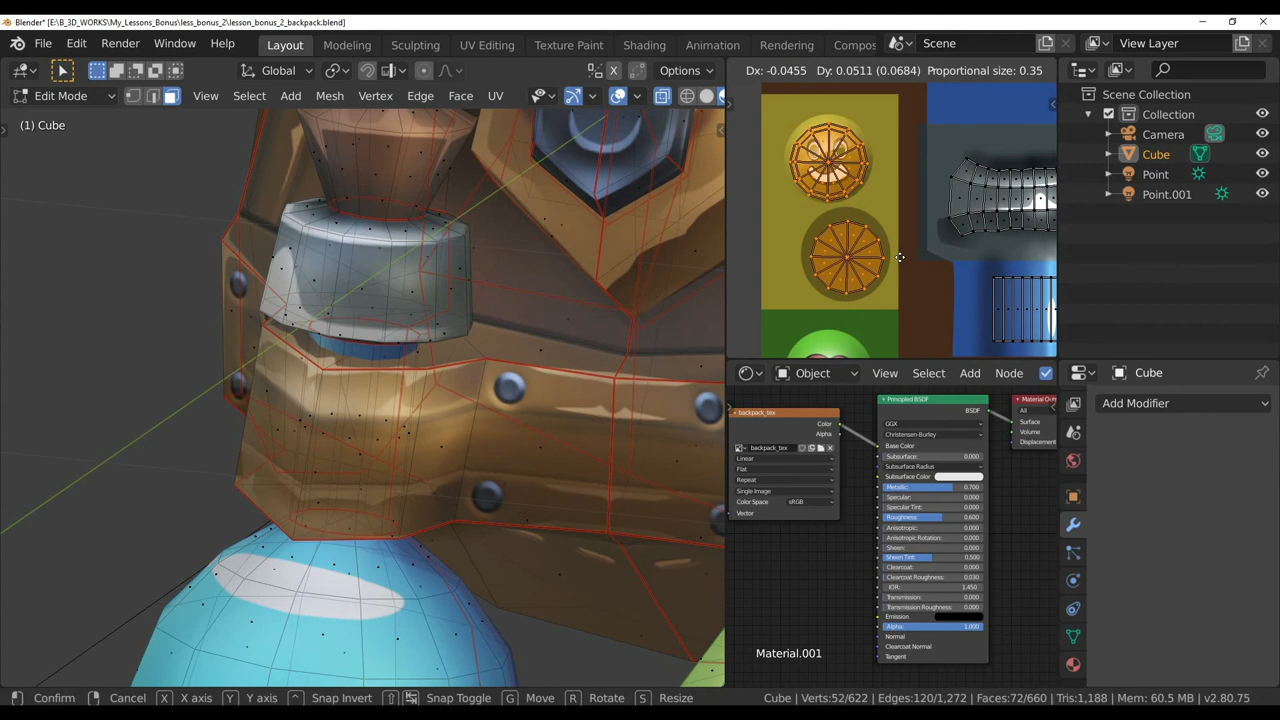 Blender* [E:\B_3D_WORKS\My_Lessons_Bonus\less_bonus_2\lesson_bonus_2_backpack.blend]
File Edit Render Window Help Layout Modeling Sculpting UV Editing Texture Paint Shading Animation Rendering Compos Scene View Layer
Global Options Dx: -0.0455 Dy: 0.0511 (0.0684) Proportional size: 0.35
Edit Mode View Select Add Mesh Vertex Edge Face UV
Scene Collection
Collection
Camera
Cube
Point
Point.001
(1) Cube
Object View Select Add Node
Cube
Add Modifier
backpack_tex
Color
Alpha
backpack_tex
Linear
Flat
Repeat
Single Image
Color Space sRGB
Vector
Principled BSDF
BSDF
GGX
Christensen-Burley
Base Color
Subsurface: 0.000
Subsurface Radius
Subsurface Color
Metallic: 0.700
Specular: 0.000
Specular Tint: 0.000
Roughness: 0.600
Anisotropic: 0.000
Anisotropic Rotation: 0.000
Sheen: 0.000
Sheen Tint: 0.500
Clearcoat: 0.000
Clearcoat Roughness: 0.030
IOR: 1.450
Transmission: 0.000
Transmission Roughness: 0.000
Emission
Alpha: 1.000
Normal
Clearcoat Normal
Tangent
Material Outp
All
Surface
Volume
Displacement
Material.001
Confirm Cancel X X axis Y Y axis ^ Snap Invert Snap Toggle G Move R Rotate S Resize Cube | Verts:52/622 | Edges:120/1,272 | Faces:72/660 | Tris:1,188 | Mem: 60.5 MB | v2.80.75